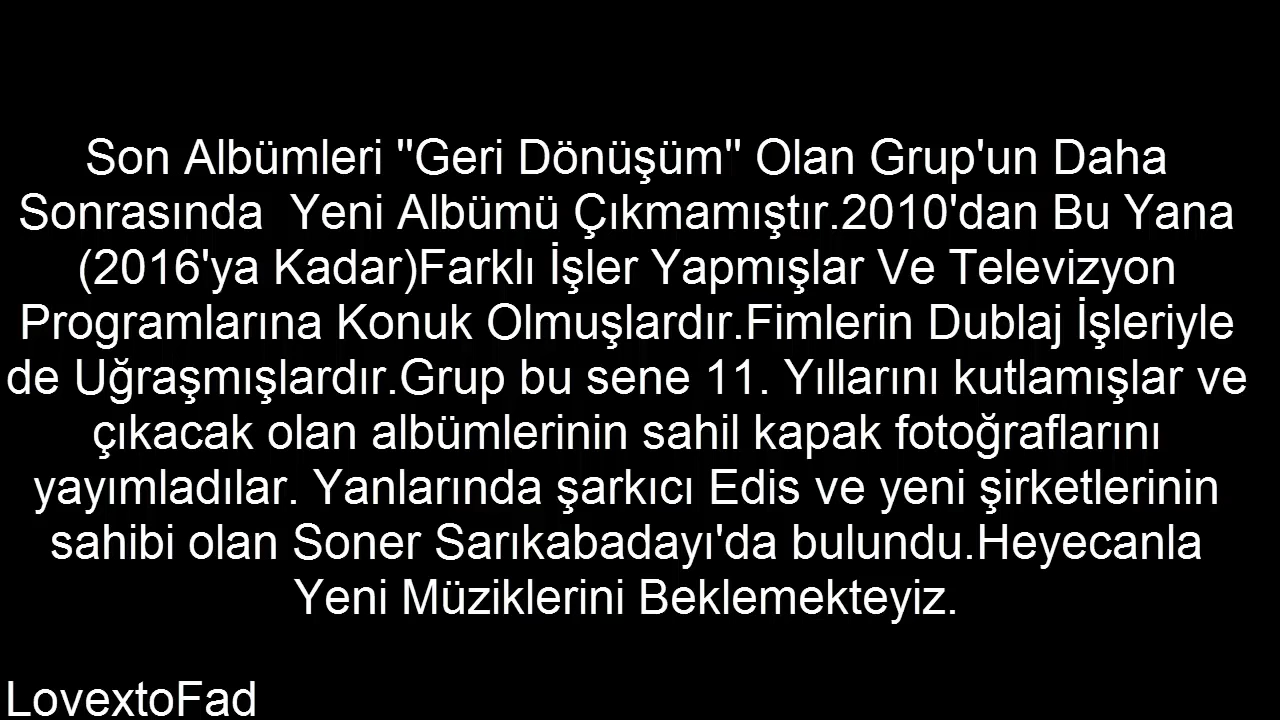 Son Albümleri ''Geri Dönüşüm'' Olan Grup'un Daha
Sonrasında  Yeni Albümü Çıkmamıştır.2010'dan Bu Yana
(2016'ya Kadar)Farklı İşler Yapmışlar Ve Televizyon
Programlarına Konuk Olmuşlardır.Fimlerin Dublaj İşleriyle
de Uğraşmışlardır.Grup bu sene 11. Yıllarını kutlamışlar ve
çıkacak olan albümlerinin sahil kapak fotoğraflarını
yayımladılar. Yanlarında şarkıcı Edis ve yeni şirketlerinin
sahibi olan Soner Sarıkabadayı'da bulundu.Heyecanla
Yeni Müziklerini Beklemekteyiz.
LovextoFad